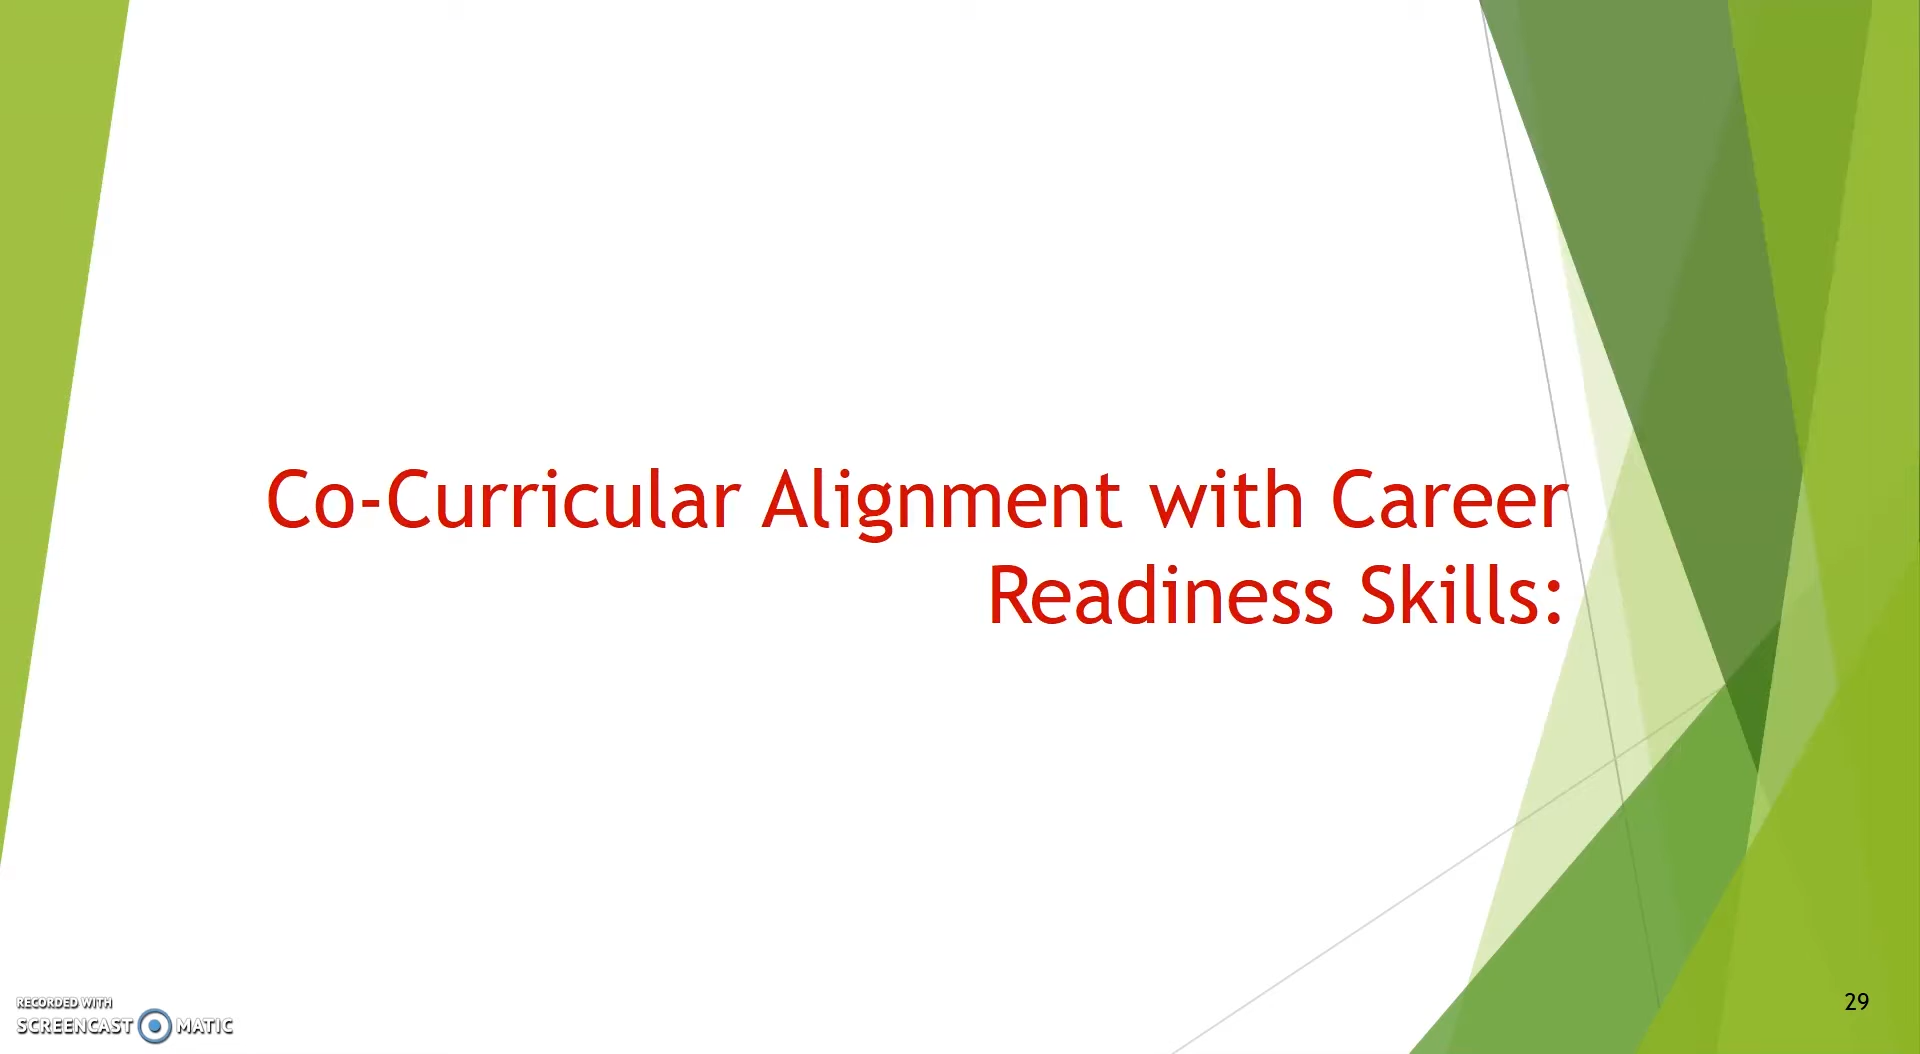 Co-Curricular Alignment with Career
Readiness Skills:
RECORDED WITH
SCREENCAST MATIC
29